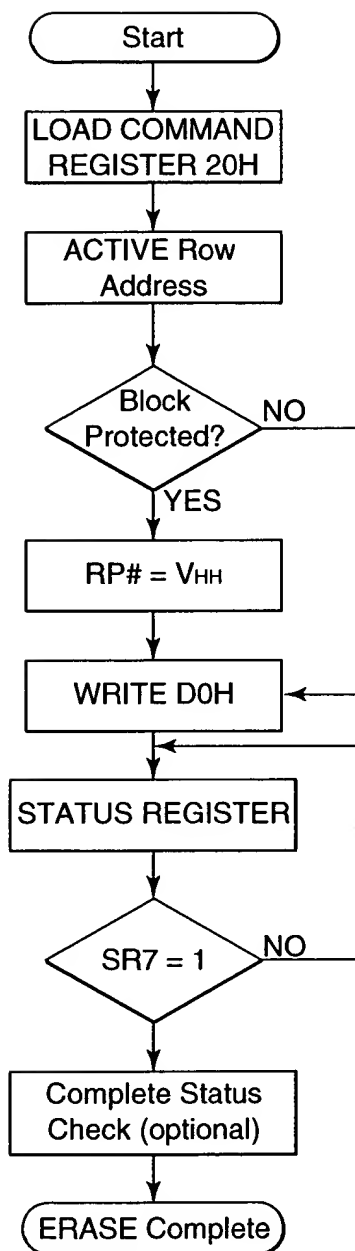 Start
LOAD COMMAND
REGISTER 20H
ACTIVE Row
Address
Block
Protected?
NO
YES
RP# = VHH
WRITE D0H
STATUS REGISTER
SR7 = 1
NO
Complete Status
Check (optional)
ERASE Complete